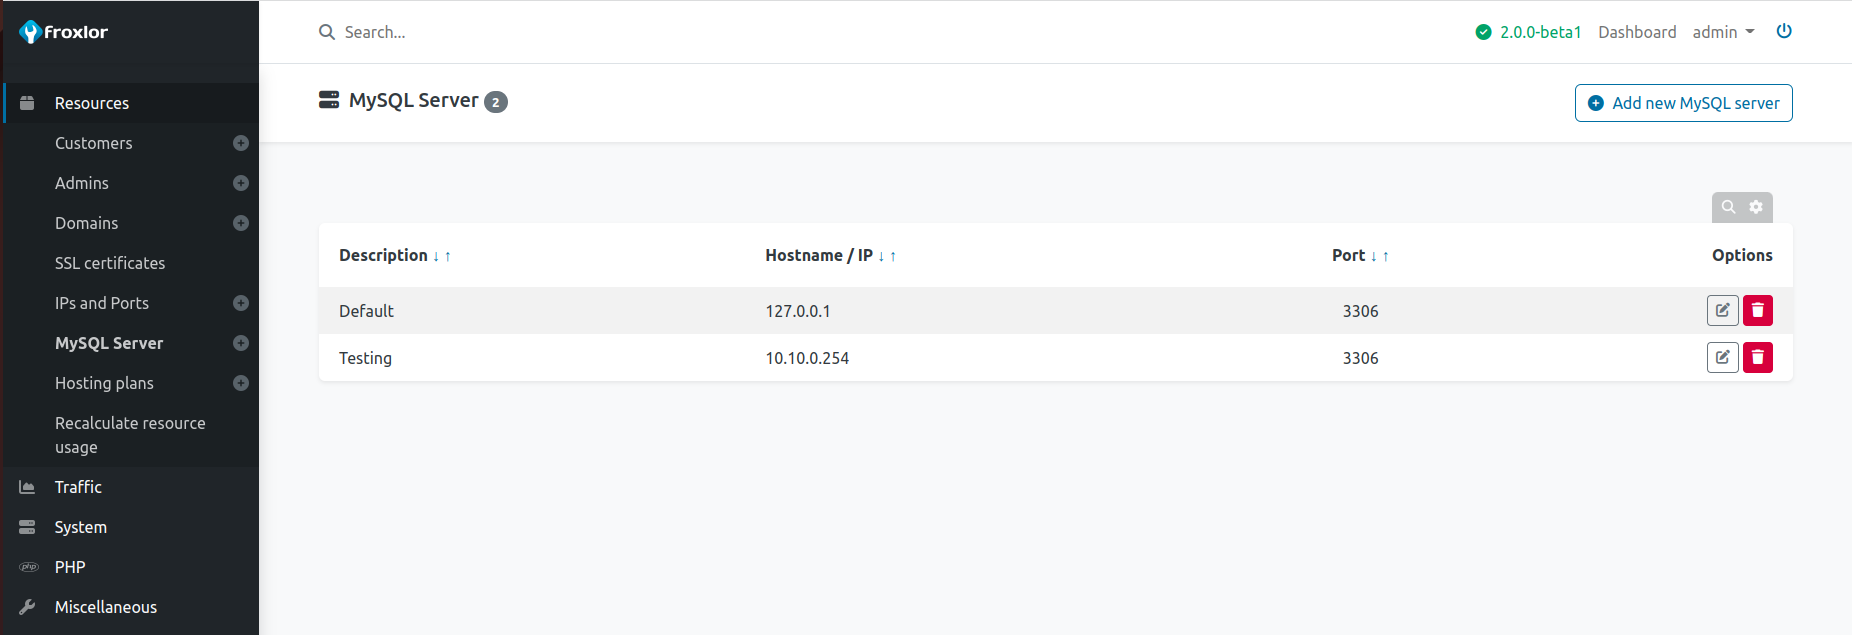 froxlor
Search...
2.0.0-beta1 Dashboard admin
MySQL Server 2
Add new MySQL server
Resources
Customers
Admins
Domains
SSL certificates
IPs and Ports
MySQL Server
Hosting plans
Recalculate resource
usage
Traffic
System
php PHP
Miscellaneous
Description ↓ ↑ Hostname / IP ↓ ↑ Port ↓ ↑ Options
Default 127.0.0.1 3306
Testing 10.10.0.254 3306